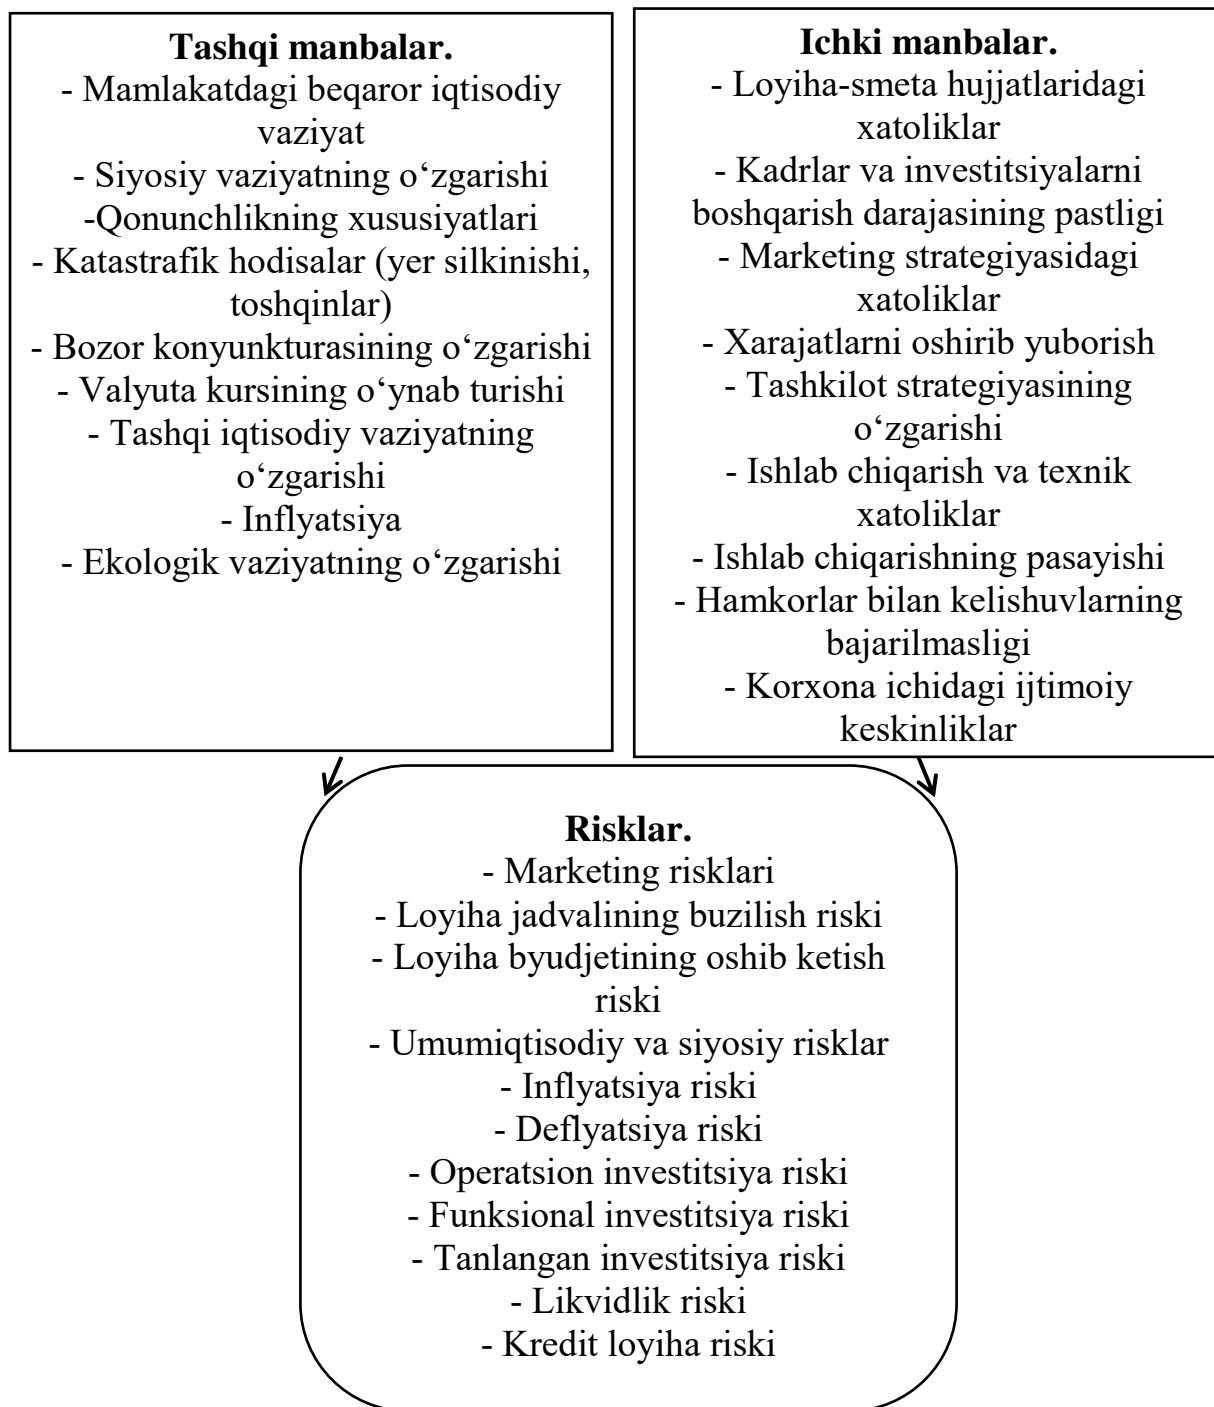 Tashqi manbalar.
- Mamlakatdagi beqaror iqtisodiy
vaziyat
- Siyosiy vaziyatning o‘zgarishi
-Qonunchlikning xususiyatlari
- Katastrafik hodisalar (yer silkinishi,
toshqinlar)
- Bozor konyunkturasining o‘zgarishi
- Valyuta kursining o‘ynab turishi
- Tashqi iqtisodiy vaziyatning
o‘zgarishi
- Inflyatsiya
- Ekologik vaziyatning o‘zgarishi
Ichki manbalar.
- Loyiha-smeta hujjatlaridagi
xatoliklar
- Kadrlar va investitsiyalarni
boshqarish darajasining pastligi
- Marketing strategiyasidagi
xatoliklar
- Xarajatlarni oshirib yuborish
- Tashkilot strategiyasining
o‘zgarishi
- Ishlab chiqarish va texnik
xatoliklar
- Ishlab chiqarishning pasayishi
- Hamkorlar bilan kelishuvlarning
bajarilmasligi
- Korxona ichidagi ijtimoiy
keskinliklar
Risklar.
- Marketing risklari
- Loyiha jadvalining buzilish riski
- Loyiha byudjetining oshib ketish
riski
- Umumiqtisodiy va siyosiy risklar
- Inflyatsiya riski
- Deflyatsiya riski
- Operatsion investitsiya riski
- Funksional investitsiya riski
- Tanlangan investitsiya riski
- Likvidlik riski
- Kredit loyiha riski